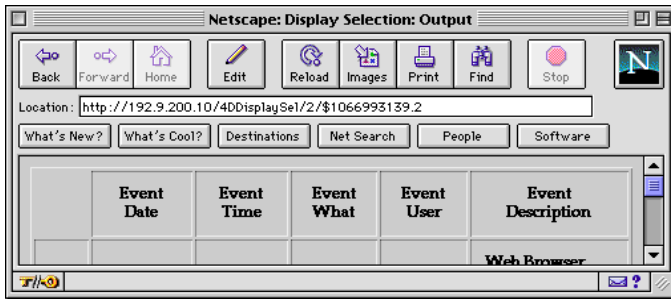 Netscape: Display Selection: Output
Back Forward Home Edit Reload Images Print Find Stop N
Location: http://192.9.200.10/4DDisplaySel/2/$1066993139.2
What's New? What's Cool? Destinations Net Search People Software
Event Date Event Time Event What Event User Event Description
Web Browser
?